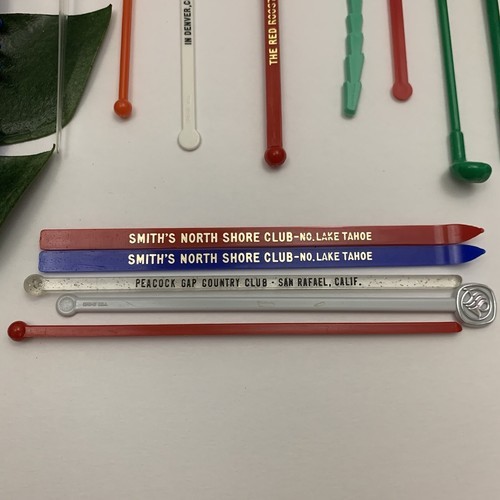 IN DENVER, C
THE RED ROOST
SMITH'S NORTH SHORE CLUB-NO. LAKE TAHOE
SMITH'S NORTH SHORE CLUB-NO. LAKE TAHOE
PEACOCK GAP COUNTRY CLUB · SAN RAFAEL, CALIF.